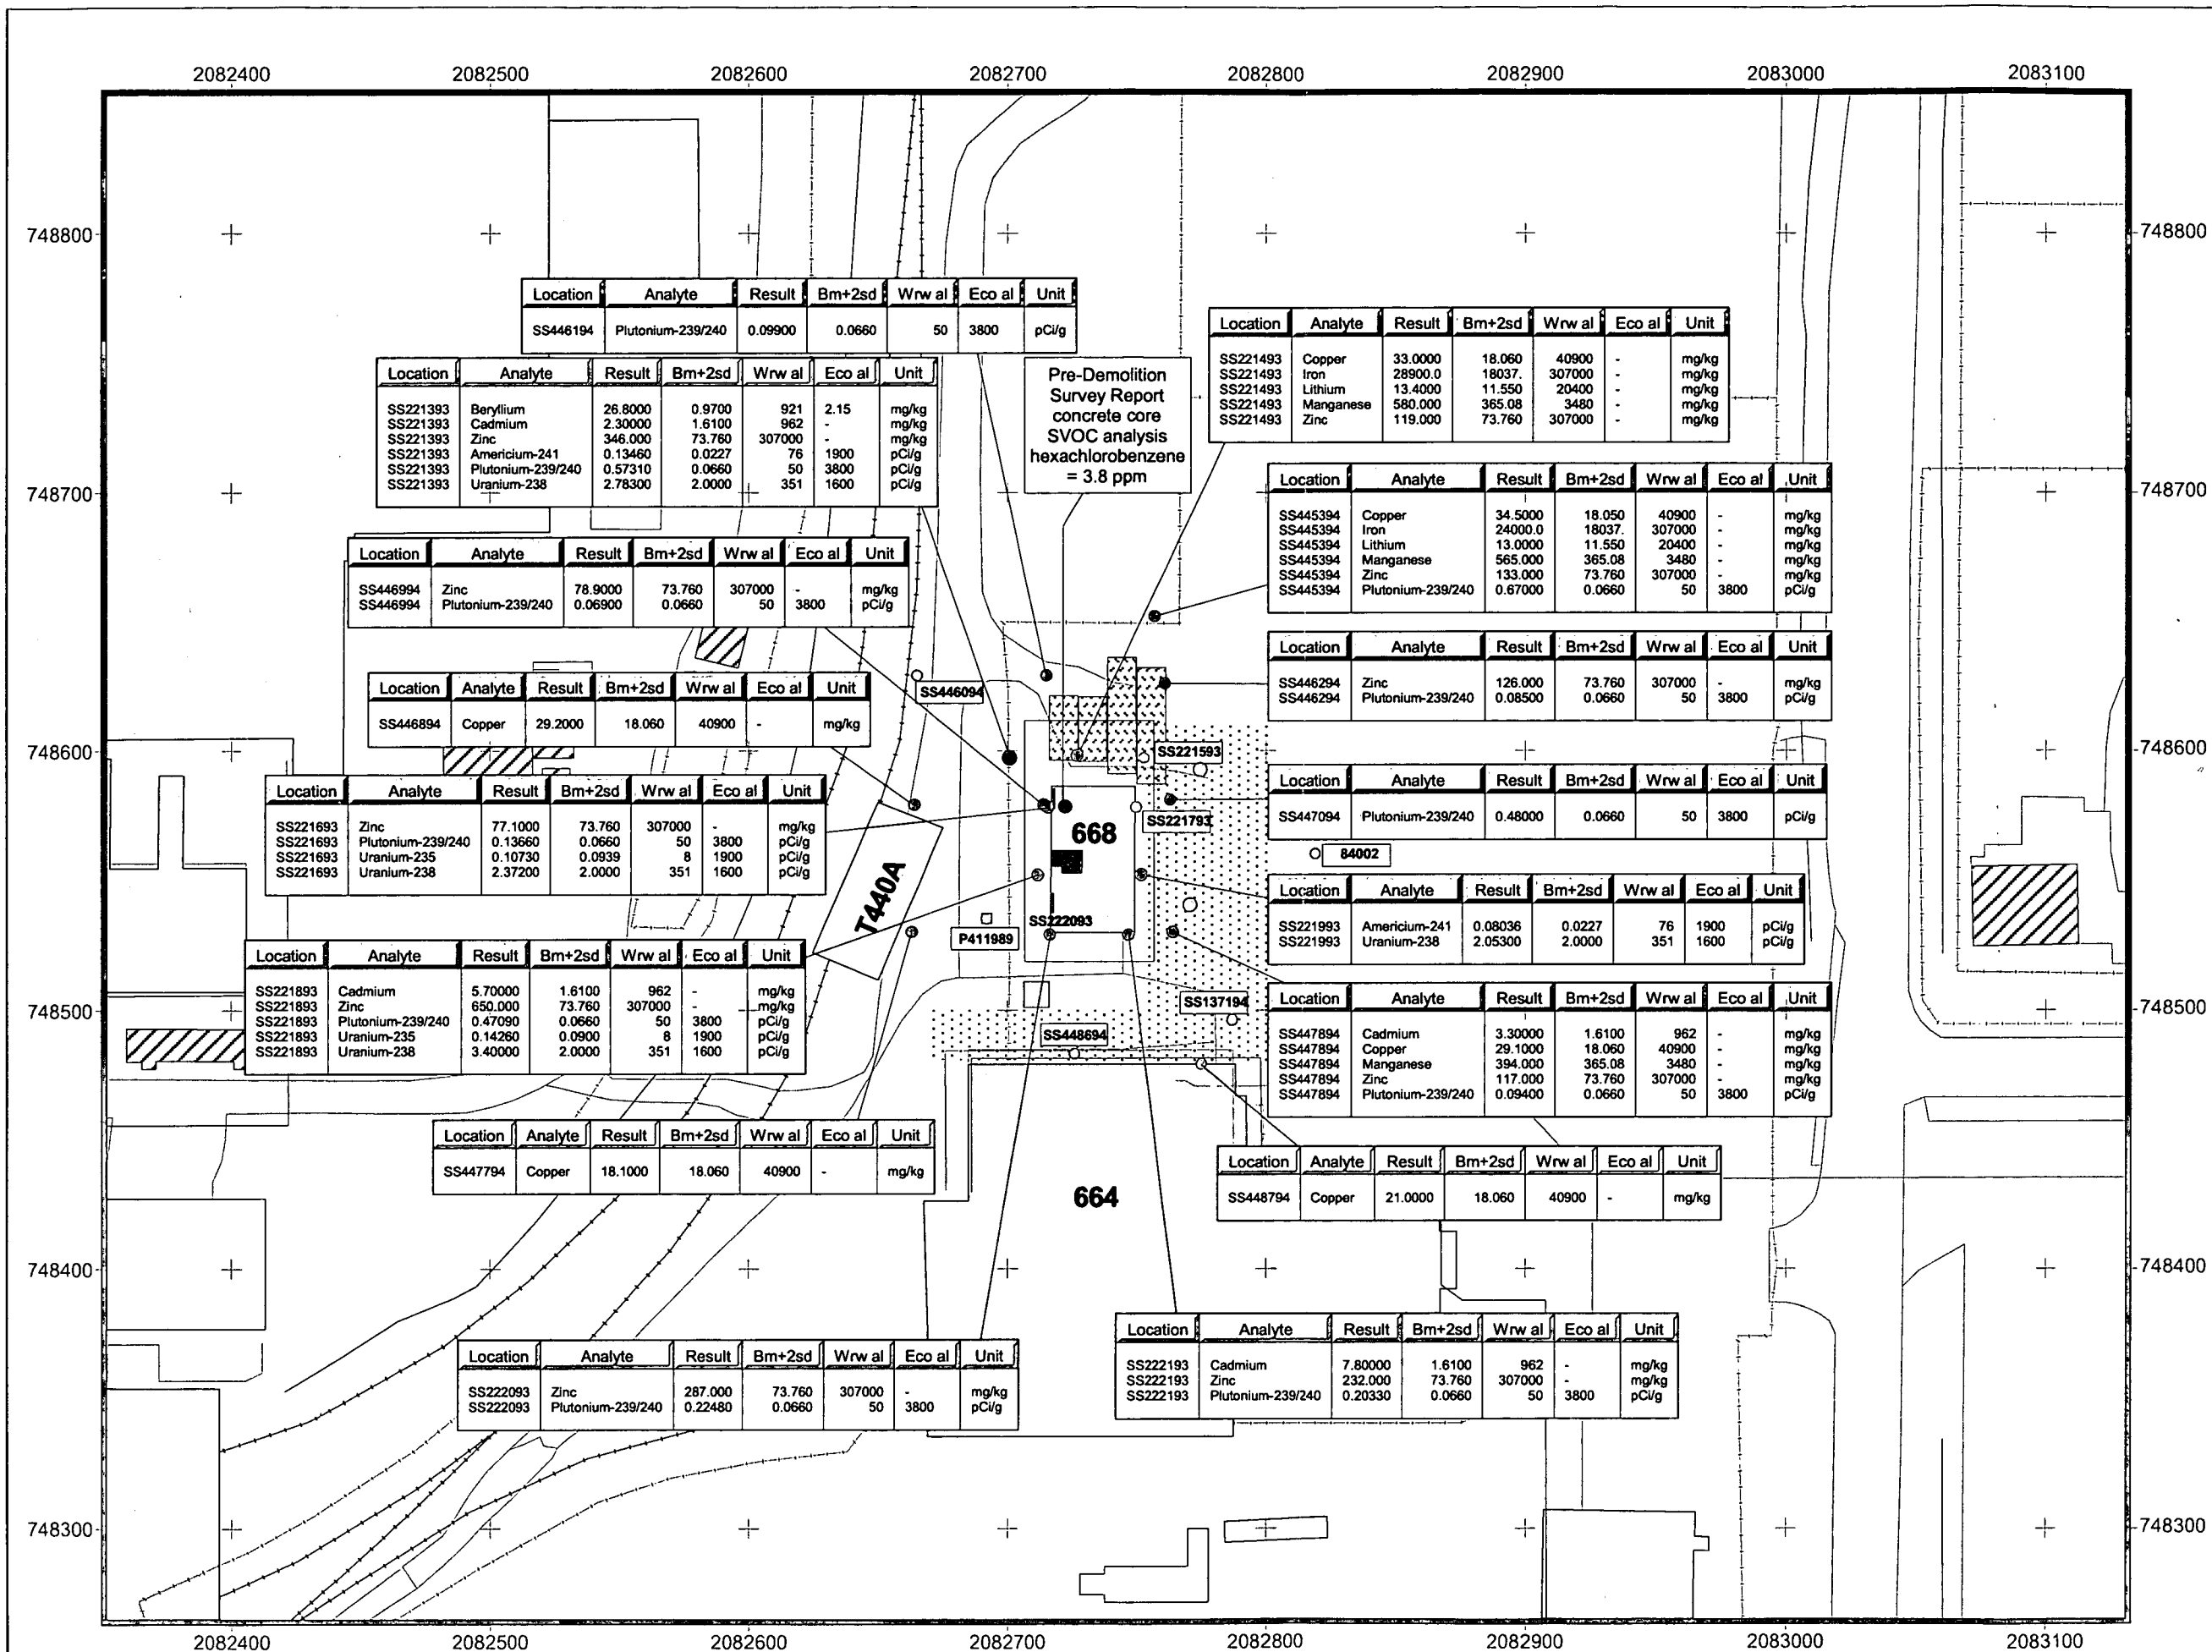 2082400 2082500 2082600 2082700 2082800 2082900 2083000 2083100
748800 748800
Location Analyte Result Bm+2sd Wrw al Eco al Unit
SS446194 Plutonium-239/240 0.09900 0.0660 50 3800 pCi/g
Location Analyte Result Bm+2sd Wrw al Eco al Unit
SS221393 Beryllium 26.8000 0.9700 921 2.15 mg/kg
SS221393 Cadmium 2.30000 1.6100 962 - mg/kg
SS221393 Zinc 346.000 73.760 307000 - mg/kg
SS221393 Americium-241 0.13460 0.0227 76 1900 pCi/g
SS221393 Plutonium-239/240 0.57310 0.0660 50 3800 pCi/g
SS221393 Uranium-238 2.78300 2.0000 351 1600 pCi/g
Pre-Demolition
Survey Report
concrete core
SVOC analysis
hexachlorobenzene
= 3.8 ppm
Location Analyte Result Bm+2sd Wrw al Eco al Unit
SS221493 Copper 33.0000 18.060 40900 - mg/kg
SS221493 Iron 28900.0 18037. 307000 - mg/kg
SS221493 Lithium 13.4000 11.550 20400 - mg/kg
SS221493 Manganese 580.000 365.08 3480 - mg/kg
SS221493 Zinc 119.000 73.760 307000 - mg/kg
748700 748700
Location Analyte Result Bm+2sd Wrw al Eco al Unit
SS445394 Copper 34.5000 18.050 40900 - mg/kg
SS445394 Iron 24000.0 18037. 307000 - mg/kg
SS445394 Lithium 13.0000 11.550 20400 - mg/kg
SS445394 Manganese 565.000 365.08 3480 - mg/kg
SS445394 Zinc 133.000 73.760 307000 - mg/kg
SS445394 Plutonium-239/240 0.67000 0.0660 50 3800 pCi/g
Location Analyte Result Bm+2sd Wrw al Eco al Unit
SS446994 Zinc 78.9000 73.760 307000 - mg/kg
SS446994 Plutonium-239/240 0.06900 0.0660 50 3800 pCi/g
Location Analyte Result Bm+2sd Wrw al Eco al Unit
SS446294 Zinc 126.000 73.760 307000 - mg/kg
SS446294 Plutonium-239/240 0.08500 0.0660 50 3800 pCi/g
Location Analyte Result Bm+2sd Wrw al Eco al Unit
SS446894 Copper 29.2000 18.060 40900 - mg/kg
SS446094
748600 748600
SS221593
Location Analyte Result Bm+2sd Wrw al Eco al Unit
SS447094 Plutonium-239/240 0.48000 0.0660 50 3800 pCi/g
Location Analyte Result Bm+2sd Wrw al Eco al Unit
SS221693 Zinc 77.1000 73.760 307000 - mg/kg
SS221693 Plutonium-239/240 0.13660 0.0660 50 3800 pCi/g
SS221693 Uranium-235 0.10730 0.0939 8 1900 pCi/g
SS221693 Uranium-238 2.37200 2.0000 351 1600 pCi/g
SS221793
668
84002
T440A
SS222093
P411989
Location Analyte Result Bm+2sd Wrw al Eco al Unit
SS221993 Americium-241 0.08036 0.0227 76 1900 pCi/g
SS221993 Uranium-238 2.05300 2.0000 351 1600 pCi/g
Location Analyte Result Bm+2sd Wrw al Eco al Unit
SS221893 Cadmium 5.70000 1.6100 962 - mg/kg
SS221893 Zinc 650.000 73.760 307000 - mg/kg
SS221893 Plutonium-239/240 0.47090 0.0660 50 3800 pCi/g
SS221893 Uranium-235 0.14260 0.0900 8 1900 pCi/g
SS221893 Uranium-238 3.40000 2.0000 351 1600 pCi/g
748500 748500
SS137194
SS448694
Location Analyte Result Bm+2sd Wrw al Eco al Unit
SS447894 Cadmium 3.30000 1.6100 962 - mg/kg
SS447894 Copper 29.1000 18.060 40900 - mg/kg
SS447894 Manganese 394.000 365.08 3480 - mg/kg
SS447894 Zinc 117.000 73.760 307000 - mg/kg
SS447894 Plutonium-239/240 0.09400 0.0660 50 3800 pCi/g
Location Analyte Result Bm+2sd Wrw al Eco al Unit
SS447794 Copper 18.1000 18.060 40900 - mg/kg
Location Analyte Result Bm+2sd Wrw al Eco al Unit
SS448794 Copper 21.0000 18.060 40900 - mg/kg
664
748400 748400
Location Analyte Result Bm+2sd Wrw al Eco al Unit
SS222093 Zinc 287.000 73.760 307000 - mg/kg
SS222093 Plutonium-239/240 0.22480 0.0660 50 3800 pCi/g
Location Analyte Result Bm+2sd Wrw al Eco al Unit
SS222193 Cadmium 7.80000 1.6100 962 - mg/kg
SS222193 Zinc 232.000 73.760 307000 - mg/kg
SS222193 Plutonium-239/240 0.20330 0.0660 50 3800 pCi/g
748300 748300
2082400 2082500 2082600 2082700 2082800 2082900 2083000 2083100